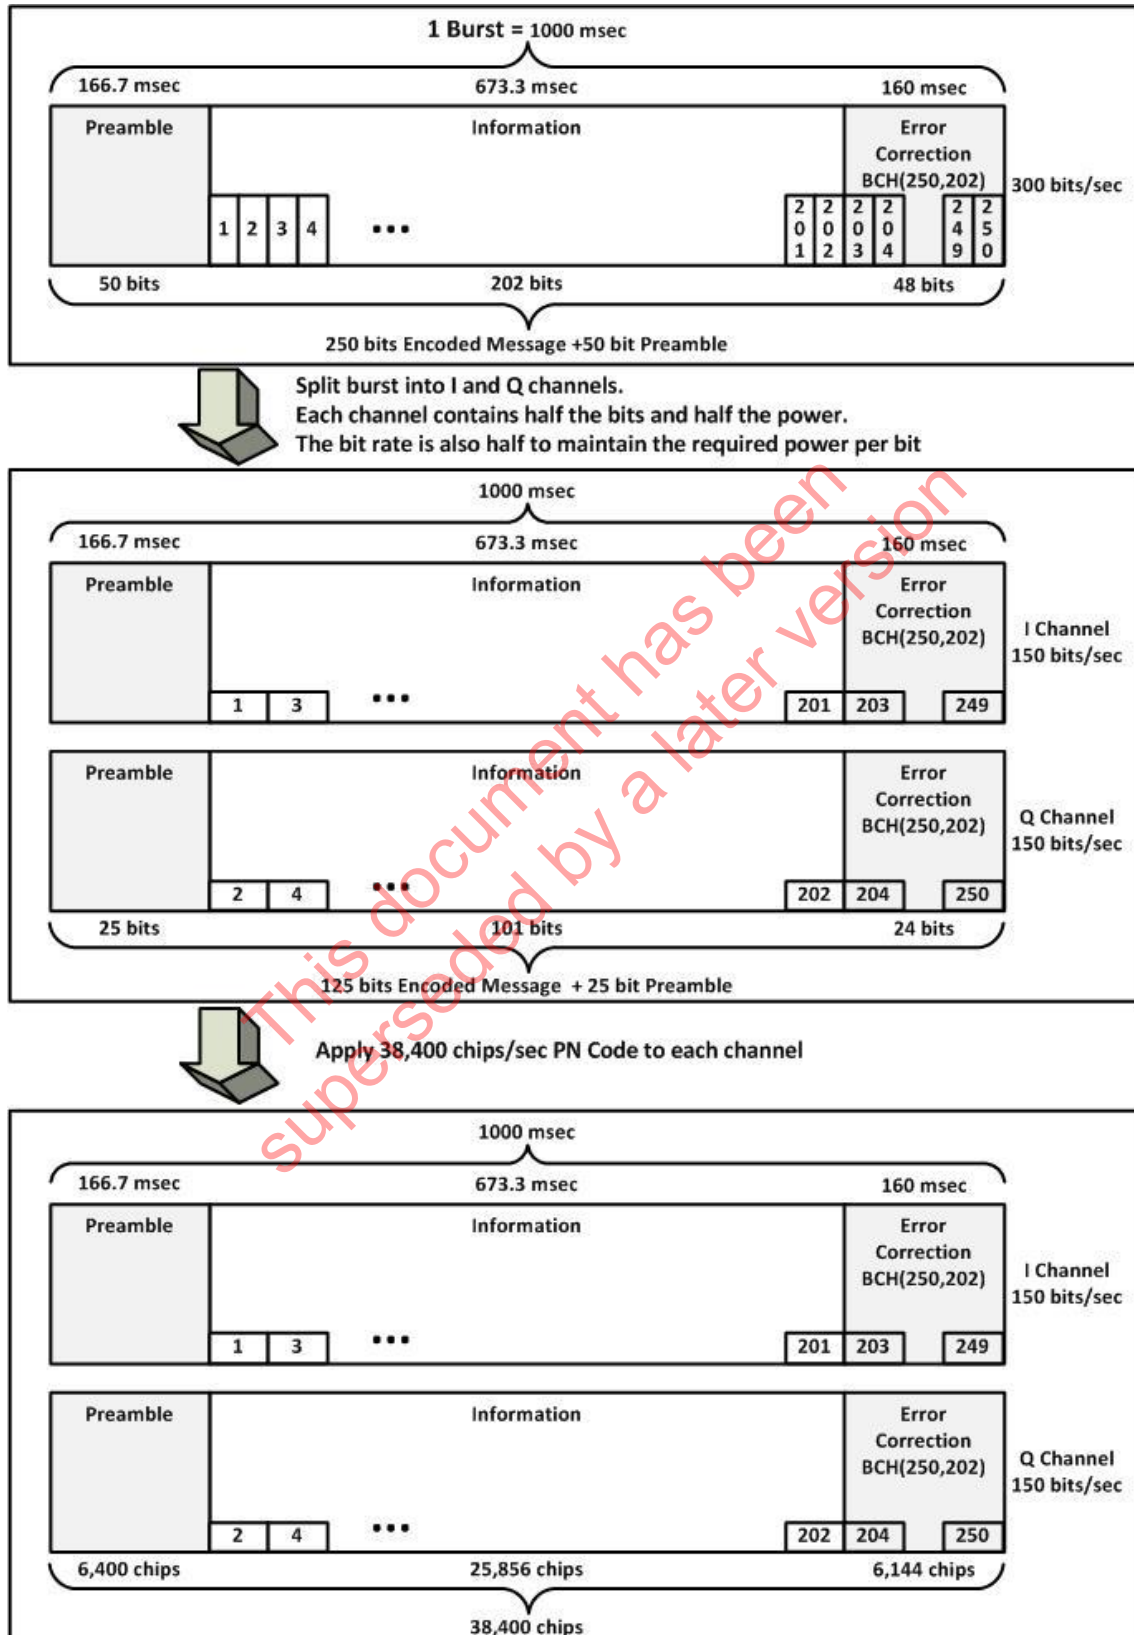 1 Burst = 1000 msec
166.7 msec 673.3 msec 160 msec
Preamble Information Error
Correction
BCH(250,202)
300 bits/sec
1 2 3 4 ••• 201 202 203 204 249 250
50 bits 202 bits 48 bits
250 bits Encoded Message +50 bit Preamble
Split burst into I and Q channels.
Each channel contains half the bits and half the power.
The bit rate is also half to maintain the required power per bit
1000 msec
166.7 msec 673.3 msec 160 msec
Preamble Information Error
Correction
BCH(250,202)
I Channel
150 bits/sec
1 3 ••• 201 203 249
Preamble Information Error
Correction
BCH(250,202)
Q Channel
150 bits/sec
2 4 ••• 202 204 250
25 bits 101 bits 24 bits
125 bits Encoded Message + 25 bit Preamble
Apply 38,400 chips/sec PN Code to each channel
1000 msec
166.7 msec 673.3 msec 160 msec
Preamble Information Error
Correction
BCH(250,202)
I Channel
150 bits/sec
1 3 ••• 201 203 249
Preamble Information Error
Correction
BCH(250,202)
Q Channel
150 bits/sec
2 4 ••• 202 204 250
6,400 chips 25,856 chips 6,144 chips
38,400 chips
This document has been
superseded by a later version